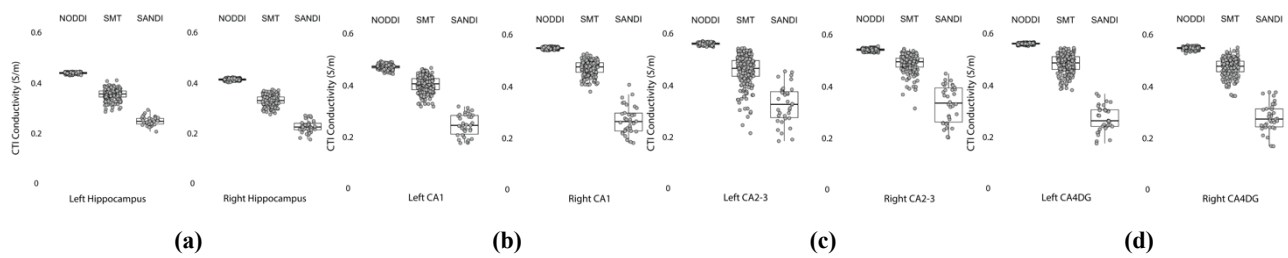 NODDI SMT SANDI NODDI SMT SANDI NODDI SMT SANDI NODDI SMT SANDI NODDI SMT SANDI NODDI SMT SANDI NODDI SMT SANDI NODDI SMT SANDI
0.6 0.6 0.6 0.6 0.6 0.6 0.6 0.6
CTI Conductivity (S/m) CTI Conductivity (S/m) CTI Conductivity (S/m) CTI Conductivity (S/m)
0.4 0.4 0.4 0.4 0.4 0.4 0.4 0.4
0.2 0.2 0.2 0.2 0.2 0.2 0.2 0.2
0 0 0 0 0 0 0 0
Left Hippocampus Right Hippocampus Left CA1 Right CA1 Left CA2-3 Right CA2-3 Left CA4DG Right CA4DG
(a) (b) (c) (d)